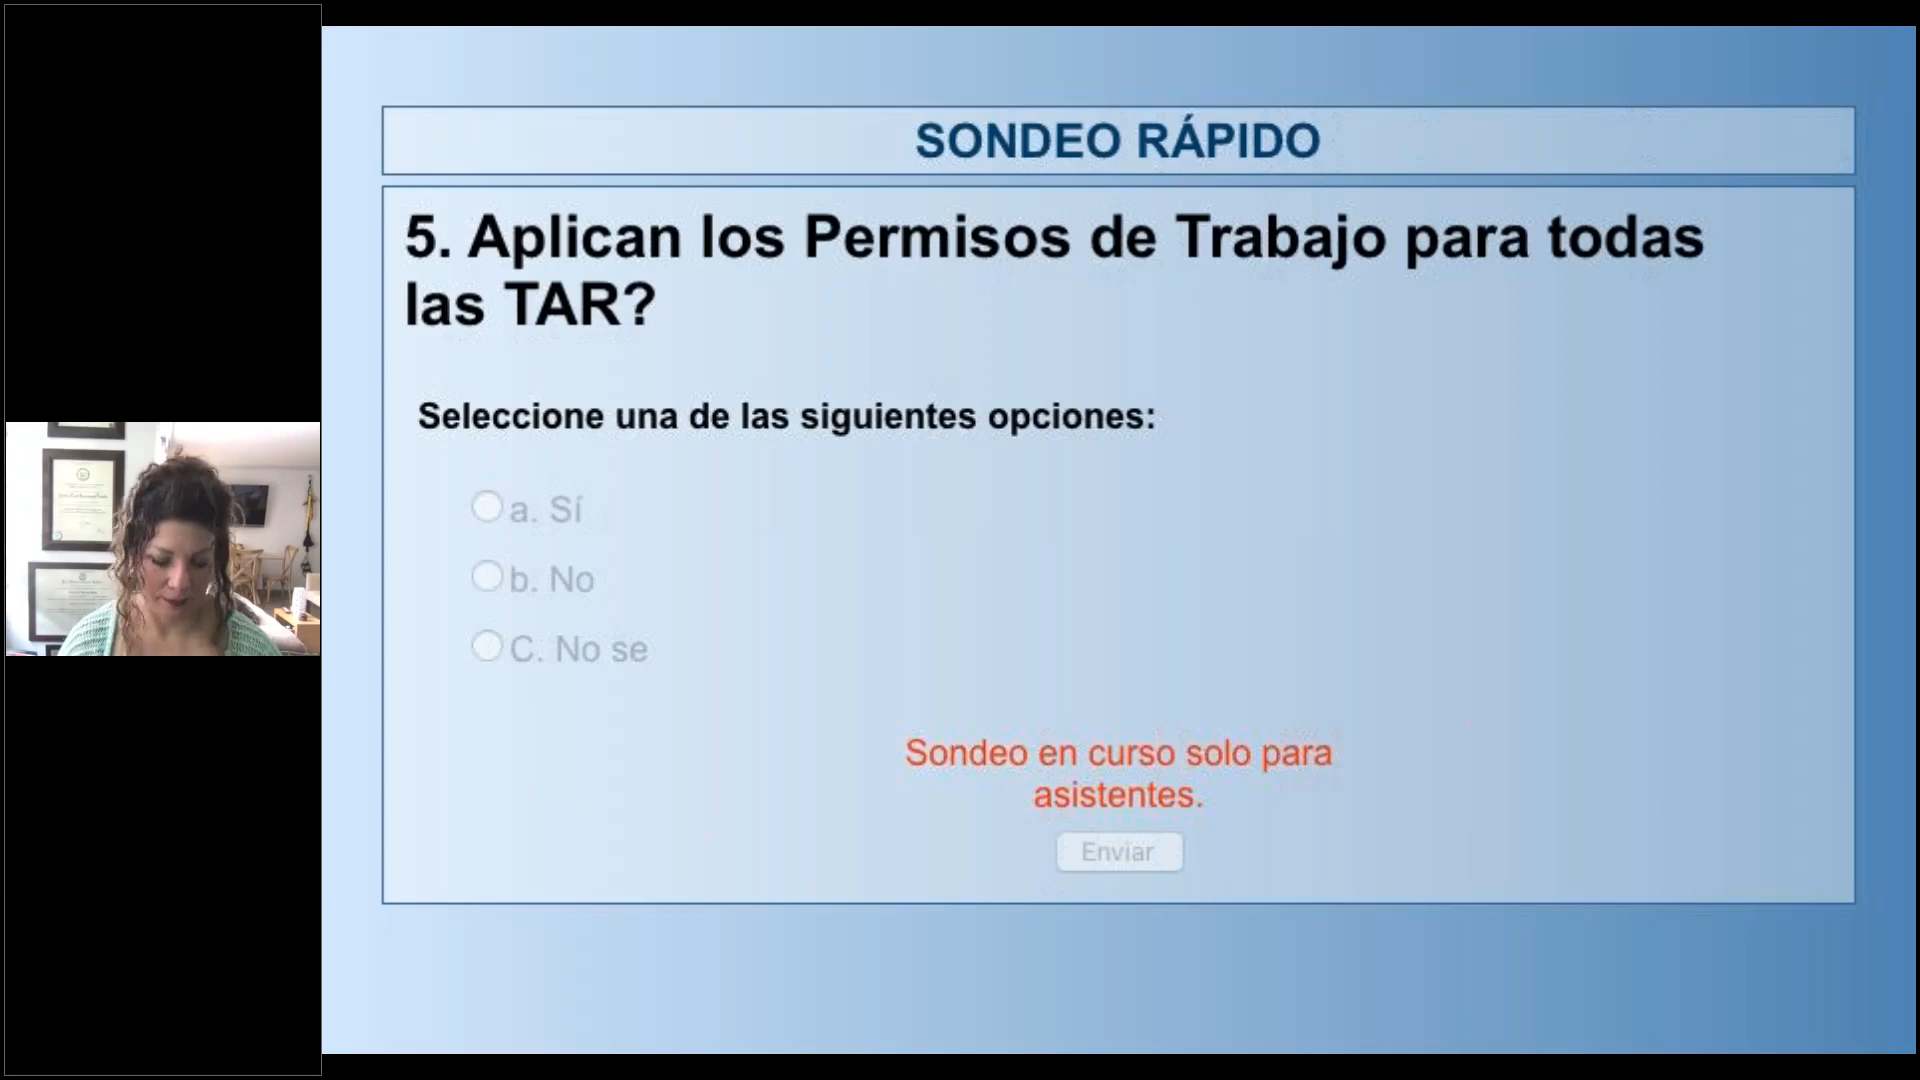 SONDEO RÁPIDO
5. Aplican los Permisos de Trabajo para todas
las TAR?
Seleccione una de las siguientes opciones:
a. Sí
b. No
C. No se
Sondeo en curso solo para
asistentes.
Enviar